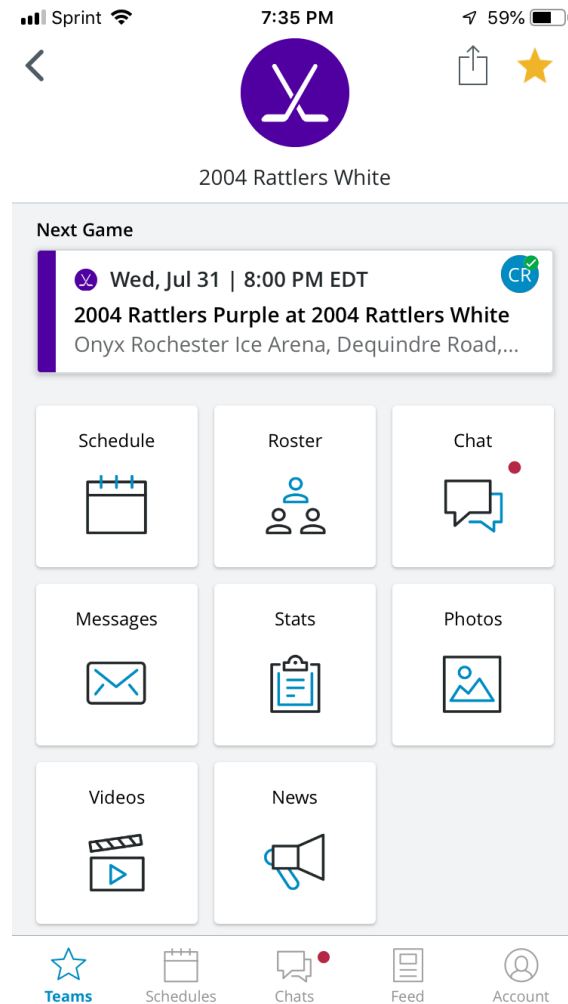 Sprint 7:35 PM 59%
2004 Rattlers White
Next Game
Wed, Jul 31 | 8:00 PM EDT
CR
2004 Rattlers Purple at 2004 Rattlers White
Onyx Rochester Ice Arena, Dequindre Road,...
Schedule Roster Chat
Messages Stats Photos
Videos News
Teams Schedules Chats Feed Account